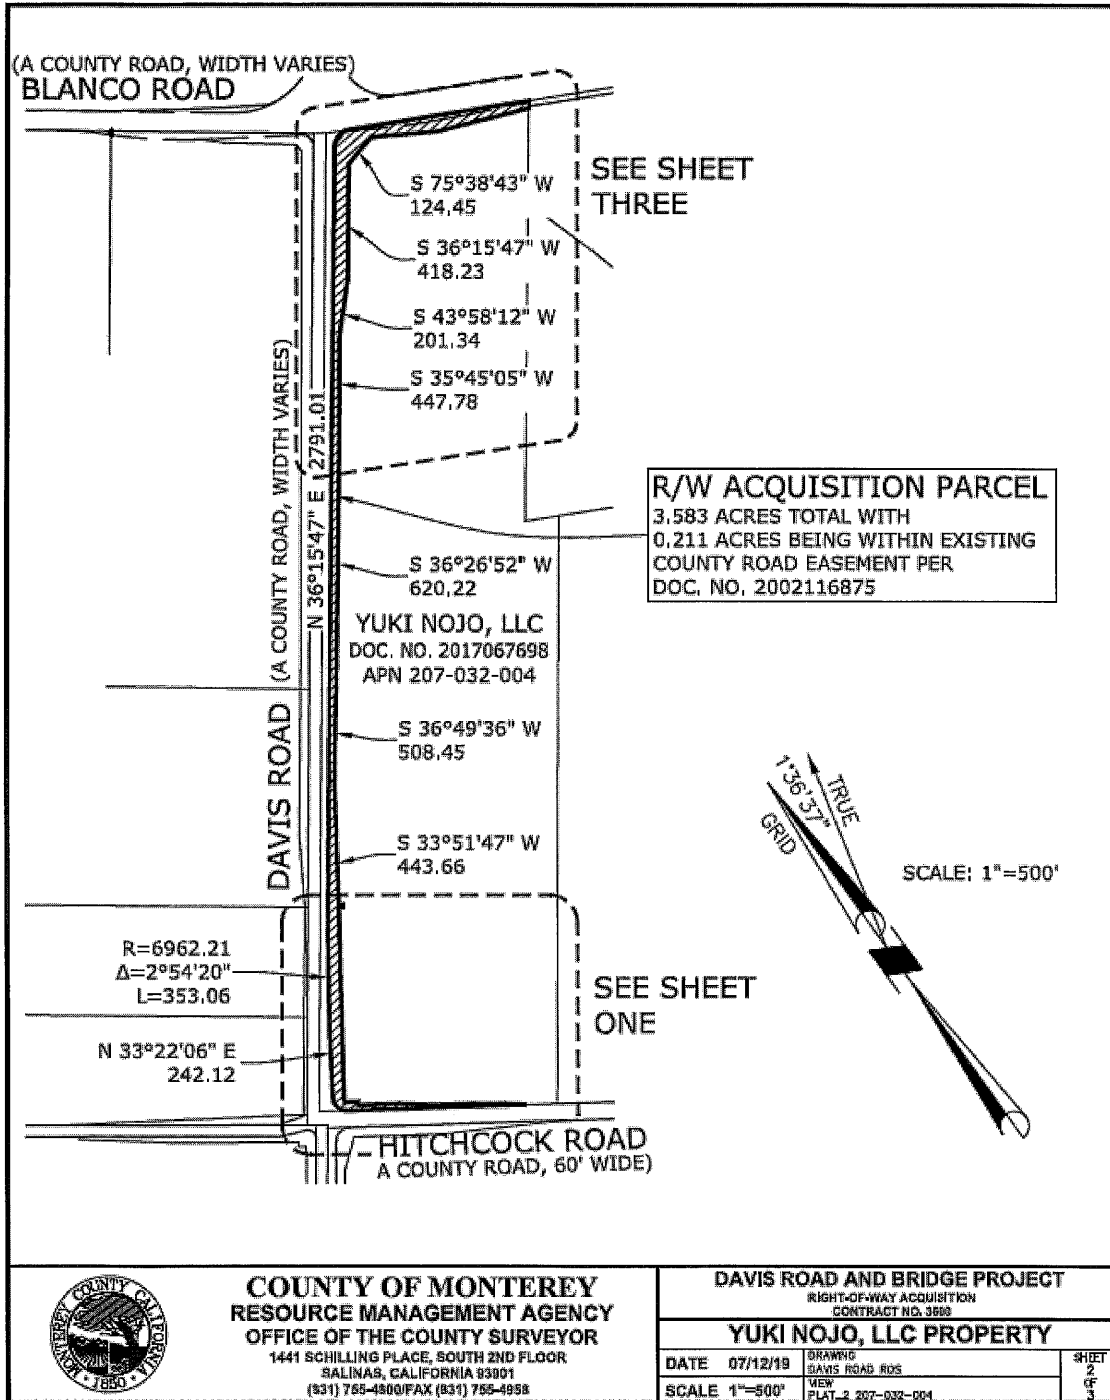 (A COUNTY ROAD, WIDTH VARIES)
BLANCO ROAD
SEE SHEET
THREE
S 75°38'43" W
124.45
S 36°15'47" W
418.23
S 43°58'12" W
201.34
S 35°45'05" W
447.78
DAVIS ROAD (A COUNTY ROAD, WIDTH VARIES)
N 36°15'47" E 2791.01
R/W ACQUISITION PARCEL
3.583 ACRES TOTAL WITH
0.211 ACRES BEING WITHIN EXISTING
COUNTY ROAD EASEMENT PER
DOC. NO. 2002116875
S 36°26'52" W
620.22
YUKI NOJO, LLC
DOC. NO. 2017067698
APN 207-032-004
S 36°49'36" W
508.45
S 33°51'47" W
443.66
1°36'37"
TRUE
GRID
SCALE: 1"=500'
R=6962.21
Δ=2°54'20"
L=353.06
SEE SHEET
ONE
N 33°22'06" E
242.12
HITCHCOCK ROAD
A COUNTY ROAD, 60' WIDE)
MONTEREY COUNTY CALIFORNIA
1850
COUNTY OF MONTEREY
RESOURCE MANAGEMENT AGENCY
OFFICE OF THE COUNTY SURVEYOR
1441 SCHILLING PLACE, SOUTH 2ND FLOOR
SALINAS, CALIFORNIA 93901
(831) 755-4800/FAX (831) 755-4958
DAVIS ROAD AND BRIDGE PROJECT
RIGHT-OF-WAY ACQUISITION
CONTRACT NO.
YUKI NOJO, LLC PROPERTY
DATE 07/12/19
DRAWING
DAVIS ROAD ROS
SHEET
2
OF
3
SCALE 1"=500'
VIEW
PLAT_2 207-032-004